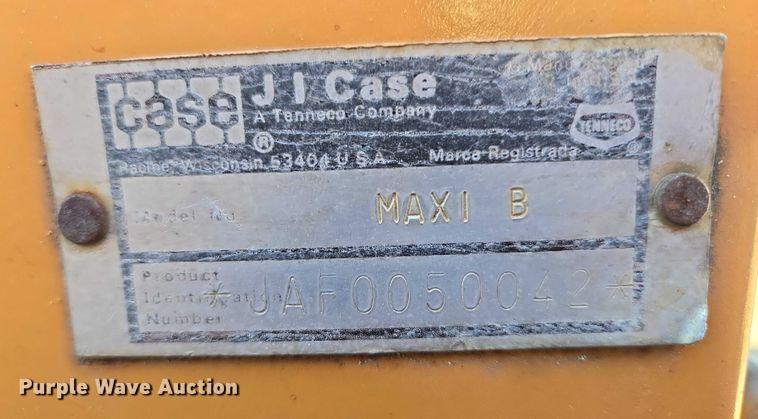 case
J I Case
A Tenneco Company
®
TENNECO
®
Racine, Wisconsin 53404 U.S.A.
Marca Registrada
Model No.
MAXI B
Product
Identification
Number
*JAF0050042*
Purple Wave Auction